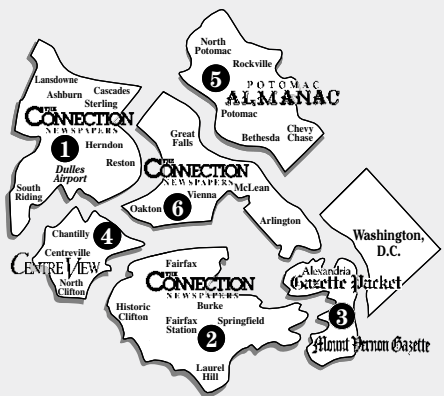 North
Potomac
Rockville
5
POTOMAC
ALMANAC
Potomac
Bethesda
Chevy
Chase
Lansdowne
Ashburn
Cascades
Sterling
THE
CONNECTION
NEWSPAPERS
1
Herndon
Dulles
Airport
Reston
South
Riding
Great
Falls
THE
CONNECTION
NEWSPAPERS
Vienna
McLean
Oakton
6
Arlington
Chantilly
4
Centreville
CENTRE VIEW
North
Clifton
Fairfax
THE
CONNECTION
NEWSPAPERS
Burke
Historic
Clifton
Fairfax
Station
Springfield
2
Laurel
Hill
Washington,
D.C.
Alexandria
Gazette Packet
3
Mount Vernon Gazette